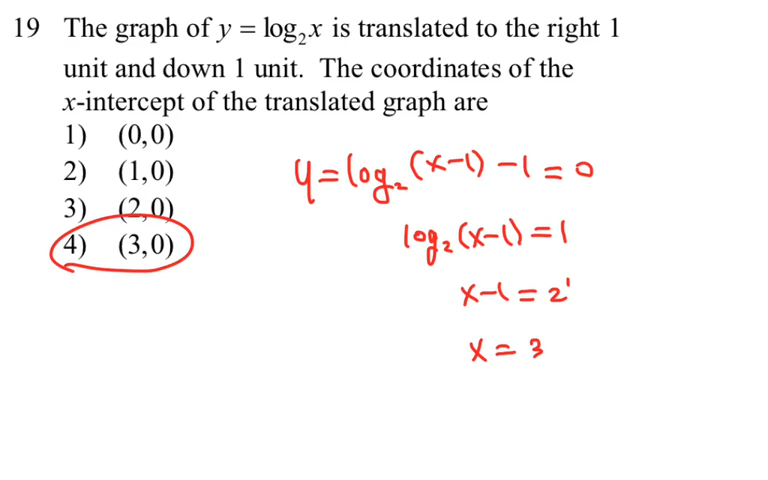 19 The graph of y = log₂x is translated to the right 1
unit and down 1 unit. The coordinates of the
x-intercept of the translated graph are
1) (0,0)
2) (1,0)
3) (2,0)
4) (3,0)
y = log₂(x-1) - 1 = 0
log₂(x-1) = 1
x-1 = 2¹
x = 3